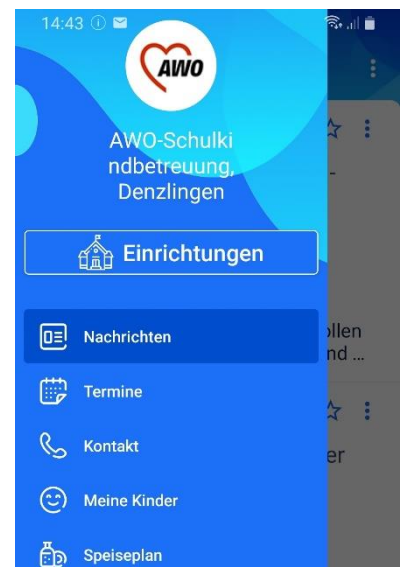 14:43
AWO
AWO-Schulki
ndbetreuung,
Denzlingen
-
Einrichtungen
Nachrichten
ollen
nd ...
Termine
Kontakt
er
Meine Kinder
Speiseplan